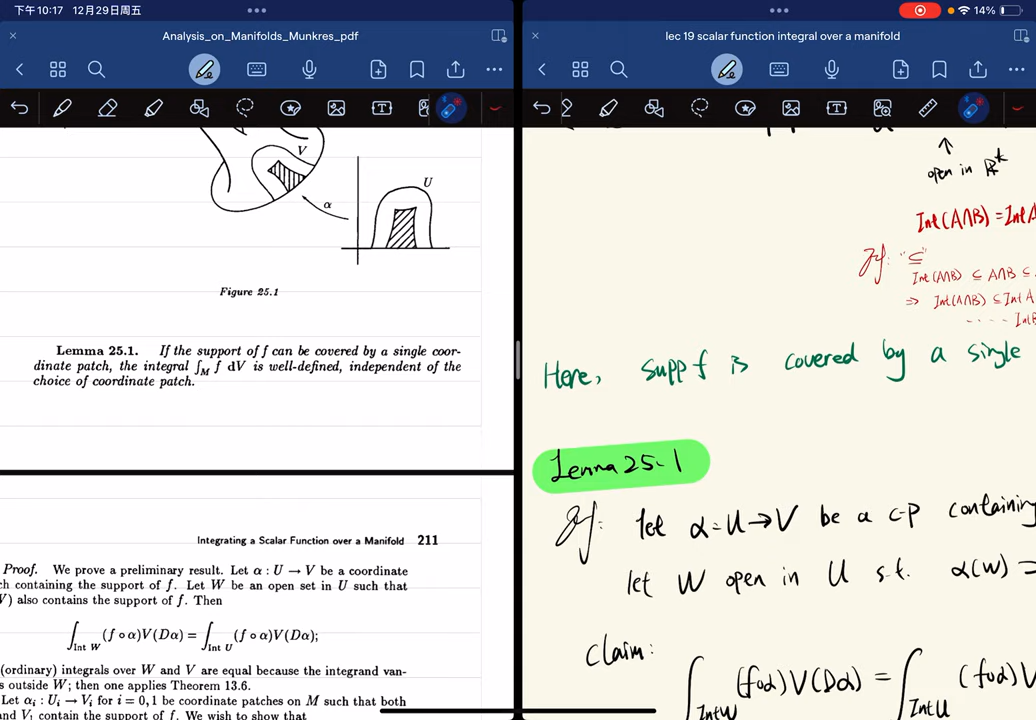 下午10:17 12月29日周五
14%
Analysis_on_Manifolds_Munkres_pdf
lec 19 scalar function integral over a manifold
V
α
U
Figure 25.1
Lemma 25.1. If the support of f can be covered by a single coor-
dinate patch, the integral ∫_M f dV is well-defined, independent of the
choice of coordinate patch.
Integrating a Scalar Function over a Manifold 211
Proof. We prove a preliminary result. Let α : U → V be a coordinate
ch containing the support of f. Let W be an open set in U such that
V) also contains the support of f. Then
∫_{Int W} (f ∘ α)V(Dα) = ∫_{Int U} (f ∘ α)V(Dα);
(ordinary) integrals over W and V are equal because the integrand van-
s outside W; then one applies Theorem 13.6.
Let α_i : U_i → V_i for i = 0, 1 be coordinate patches on M such that both
and V_1 contain the support of f. We wish to show that
↑
open in ℝ^k
Int(A∩B) = Int A
pf: "⊆"
Int(A∩B) ⊆ A∩B ⊆
⇒ Int(A∩B) ⊆ Int A
Here, supp f is covered by a single
Lemma 25.1
pf: let α: U → V be a c-p containing
let W open in U s.t. α(W) =
Claim:
∫_{Int W} (f∘α) V(Dα) = ∫_{Int U} (f∘α) V